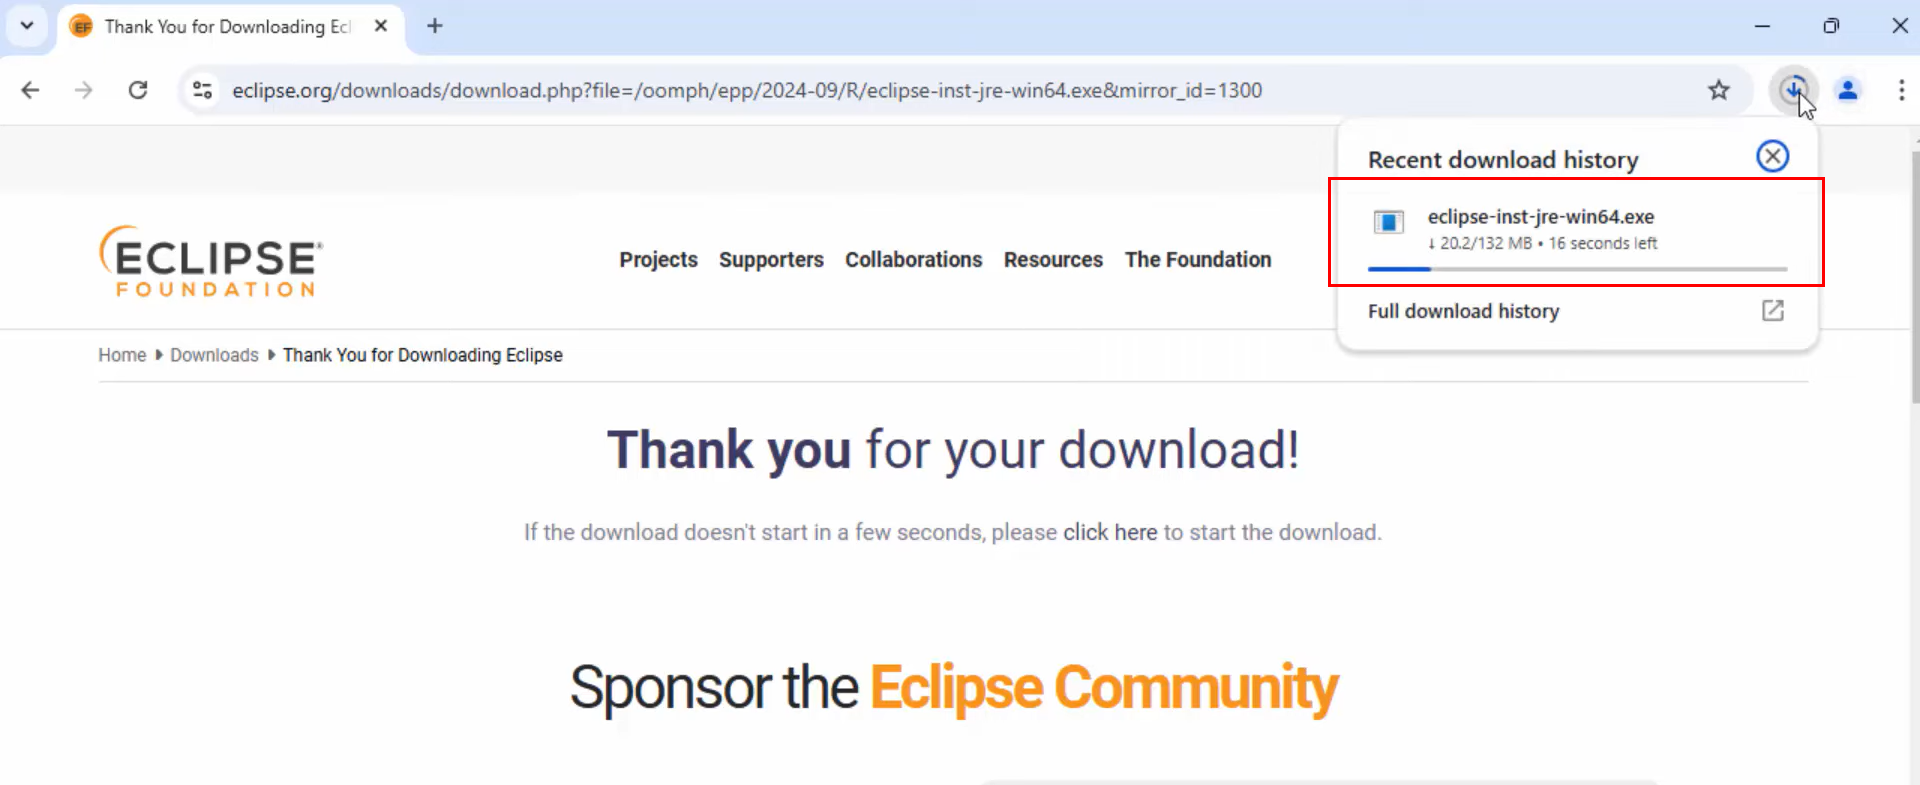 Thank You for Downloading Ecl
eclipse.org/downloads/download.php?file=/oomph/epp/2024-09/R/eclipse-inst-jre-win64.exe&mirror_id=1300
Recent download history
eclipse-inst-jre-win64.exe
↓ 20.2/132 MB • 16 seconds left
Full download history
ECLIPSE®
FOUNDATION
Projects Supporters Collaborations Resources The Foundation
Home Downloads Thank You for Downloading Eclipse
Thank you for your download!
If the download doesn't start in a few seconds, please click here to start the download.
Sponsor the Eclipse Community